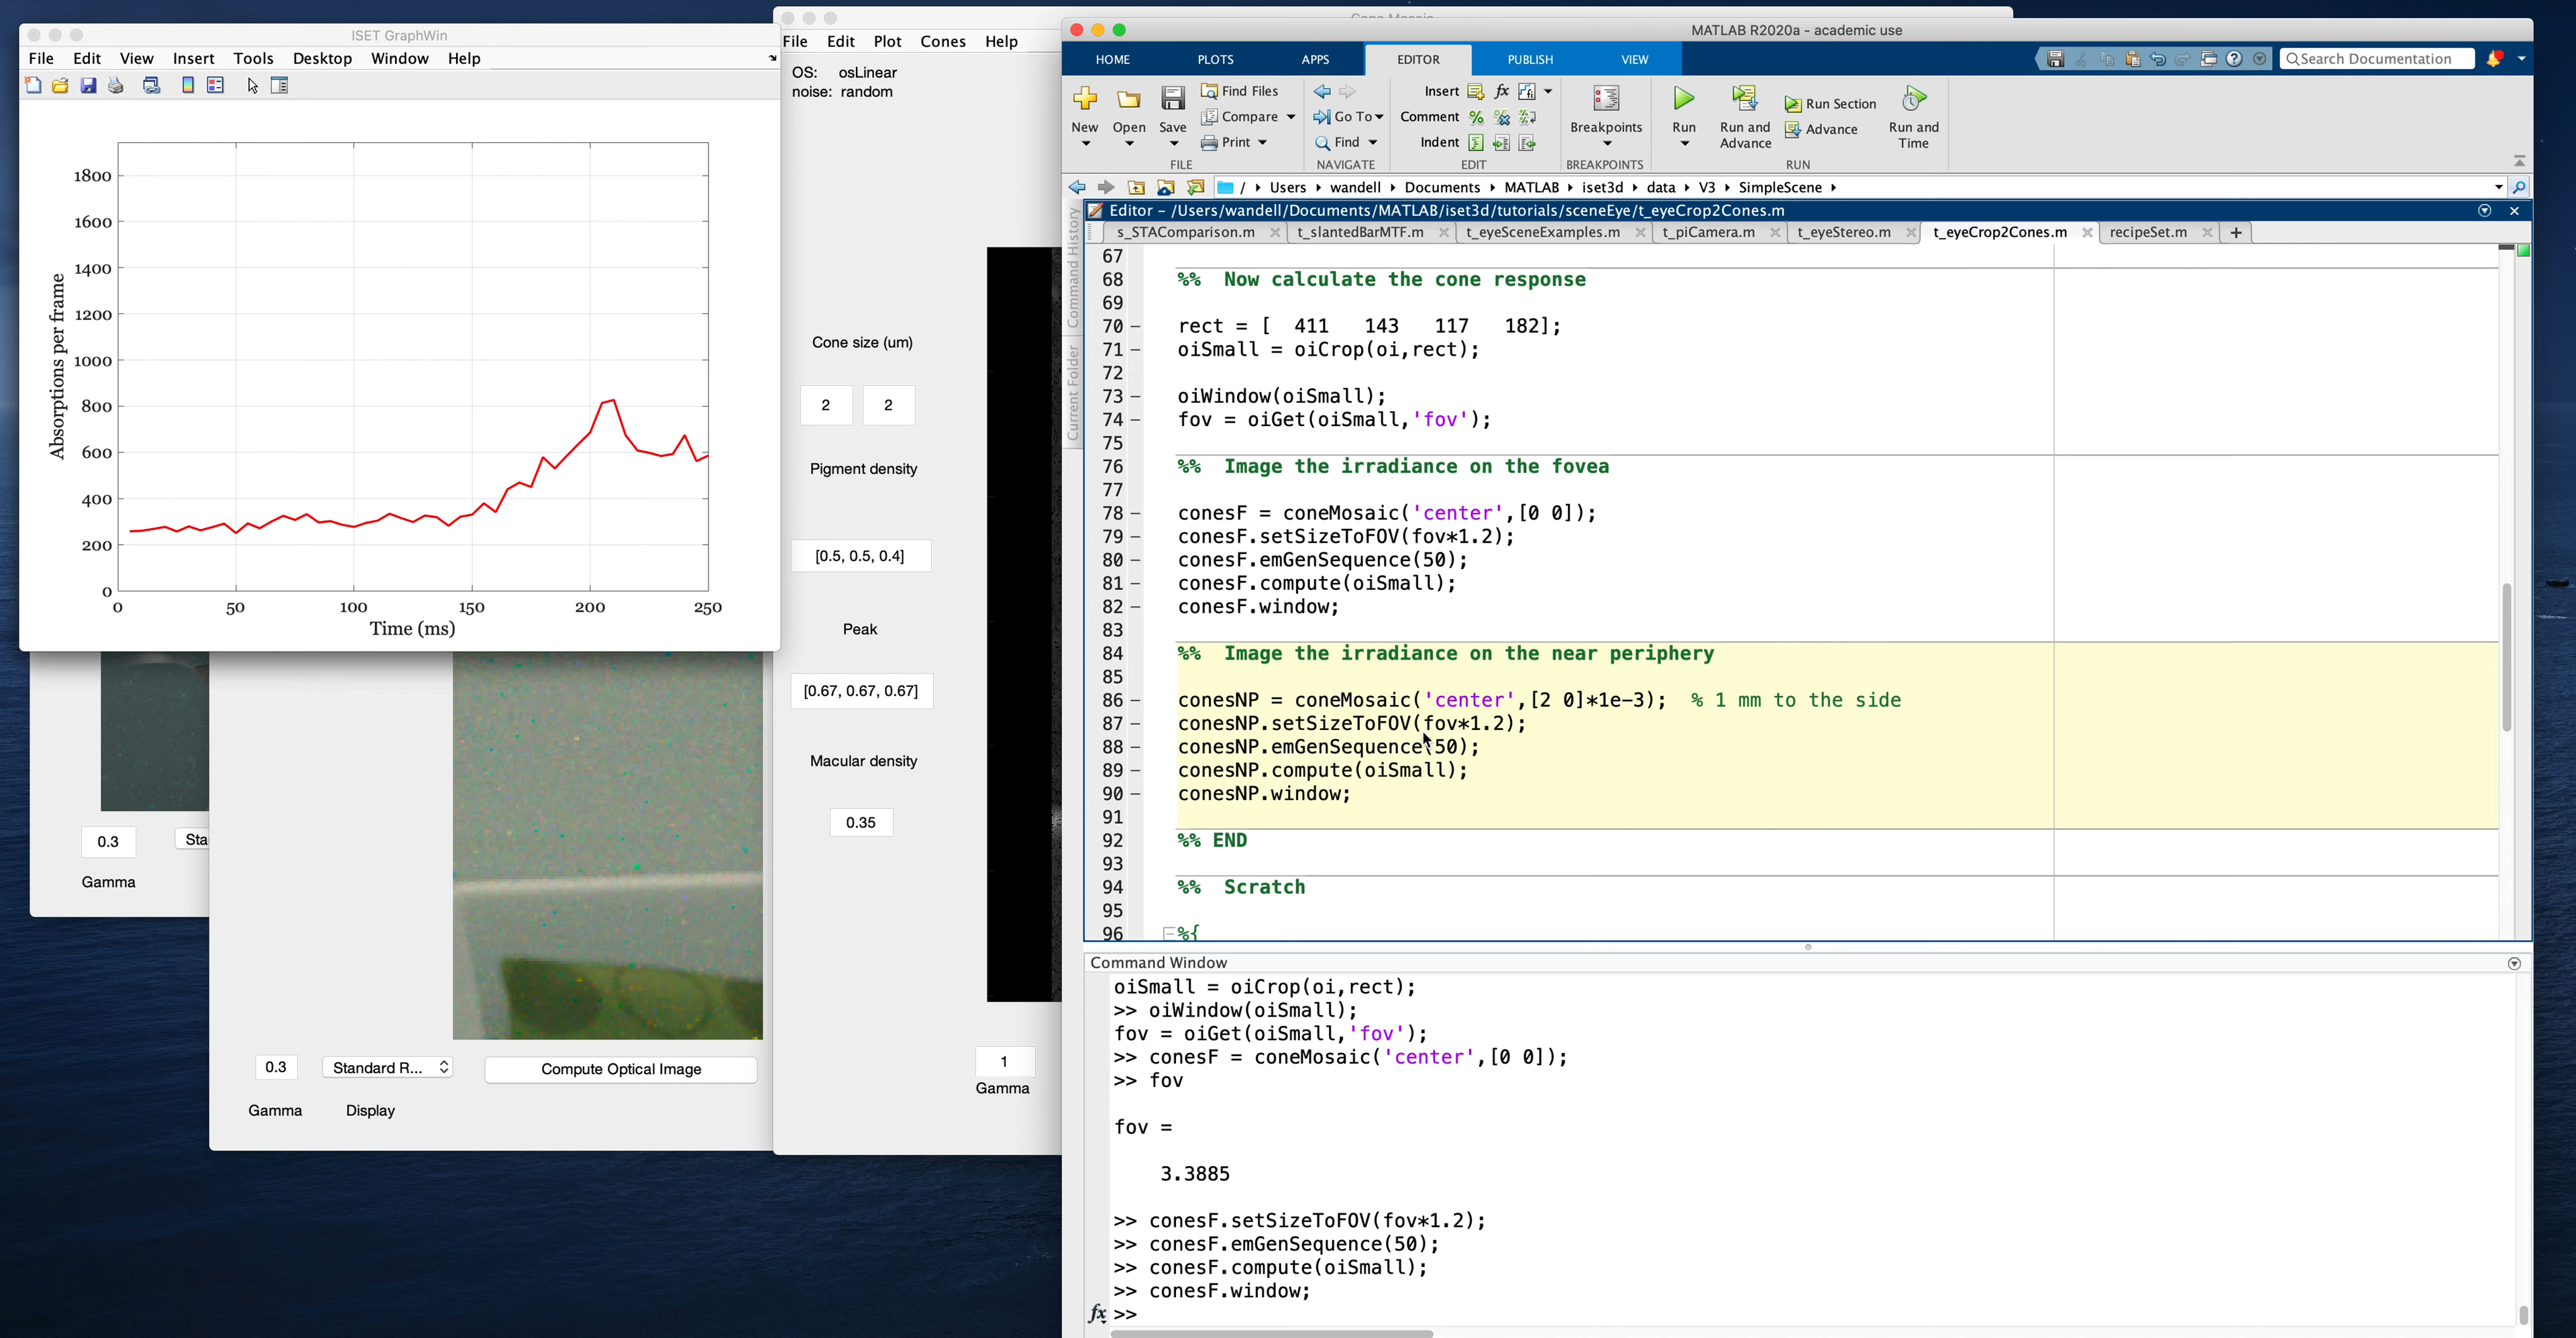 ISET GraphWin
File Edit View Insert Tools Desktop Window Help
1800
1600
1400
1200
1000
800
600
400
200
0
0 50 100 150 200 250
Absorptions per frame
Time (ms)
0.3
Sta
Gamma
0.3 Standard R... Compute Optical Image
Gamma Display
File Edit Plot Cones Help
OS: osLinear
noise: random
Cone size (um)
2 2
Pigment density
[0.5, 0.5, 0.4]
Peak
[0.67, 0.67, 0.67]
Macular density
0.35
1
Gamma
MATLAB R2020a - academic use
HOME PLOTS APPS EDITOR PUBLISH VIEW
Search Documentation
New Open Save Find Files Compare Print
FILE
Go To Find
NAVIGATE
Insert fx
Comment
Indent
EDIT
Breakpoints
BREAKPOINTS
Run Run and Advance Run Section Advance Run and Time
RUN
/ Users wandell Documents MATLAB iset3d data V3 SimpleScene
Command History
Current Folder
Editor - /Users/wandell/Documents/MATLAB/iset3d/tutorials/sceneEye/t_eyeCrop2Cones.m
s_STAComparison.m t_slantedBarMTF.m t_eyeSceneExamples.m t_piCamera.m t_eyeStereo.m t_eyeCrop2Cones.m recipeSet.m +
67
68 %% Now calculate the cone response
69
70 – rect = [ 411 143 117 182];
71 – oiSmall = oiCrop(oi,rect);
72
73 – oiWindow(oiSmall);
74 – fov = oiGet(oiSmall,'fov');
75
76 %% Image the irradiance on the fovea
77
78 – conesF = coneMosaic('center',[0 0]);
79 – conesF.setSizeToFOV(fov*1.2);
80 – conesF.emGenSequence(50);
81 – conesF.compute(oiSmall);
82 – conesF.window;
83
84 %% Image the irradiance on the near periphery
85
86 – conesNP = coneMosaic('center',[2 0]*1e-3); % 1 mm to the side
87 – conesNP.setSizeToFOV(fov*1.2);
88 – conesNP.emGenSequence(50);
89 – conesNP.compute(oiSmall);
90 – conesNP.window;
91
92 %% END
93
94 %% Scratch
95
96 %{
Command Window
oiSmall = oiCrop(oi,rect);
>> oiWindow(oiSmall);
fov = oiGet(oiSmall,'fov');
>> conesF = coneMosaic('center',[0 0]);
>> fov
fov =
3.3885
>> conesF.setSizeToFOV(fov*1.2);
>> conesF.emGenSequence(50);
>> conesF.compute(oiSmall);
>> conesF.window;
fx >>